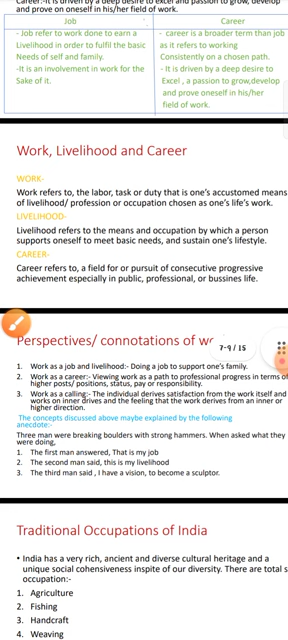 Career:-It is driven by a deep desire to excel and passion to grow, develop
and prove on oneself in his/her field of work.
Job
Career
-Job refer to work done to earn a
Livelihood in order to fulfil the basic
Needs of self and family.
-It is an involvement in work for the
Sake of it.
- career is a broader term than job
as it refers to working
Consistently on a chosen path.
- It is driven by a deep desire to
Excel , a passion to grow,develop
and prove oneself in his/her
field of work.
Work, Livelihood and Career
WORK-
Work refers to, the labor, task or duty that is one's accustomed means
of livelihood/ profession or occupation chosen as one's life's work.
LIVELIHOOD-
Livelihood refers to the means and occupation by which a person
supports oneself to meet basic needs, and sustain one's lifestyle.
CAREER-
Career refers to, a field for or pursuit of consecutive progressive
achievement especially in public, professional, or bussines life.
Perspectives/ connotations of wo
7-9 / 15
1. Work as a job and livelihood:- Doing a job to support one's family.
2. Work as a career:- Viewing work as a path to professional progress in terms of
higher posts/ positions, status, pay or responsibility.
3. Work as a calling:- The individual derives satisfaction from the work itself and
works on inner drives and the feeling that the work derives from an inner or
higher direction.
The concepts discussed above maybe explained by the following
anecdote:-
Three man were breaking boulders with strong hammers. When asked what they
were doing,
1. The first man answered, That is my job
2. The second man said, this is my livelihood
3. The third man said , I have a vision, to become a sculptor.
Traditional Occupations of India
• India has a very rich, ancient and diverse cultural heritage and a
unique social cohensiveness inspite of our diversity. There are total s
occupation:-
1. Agriculture
2. Fishing
3. Handcraft
4. Weaving